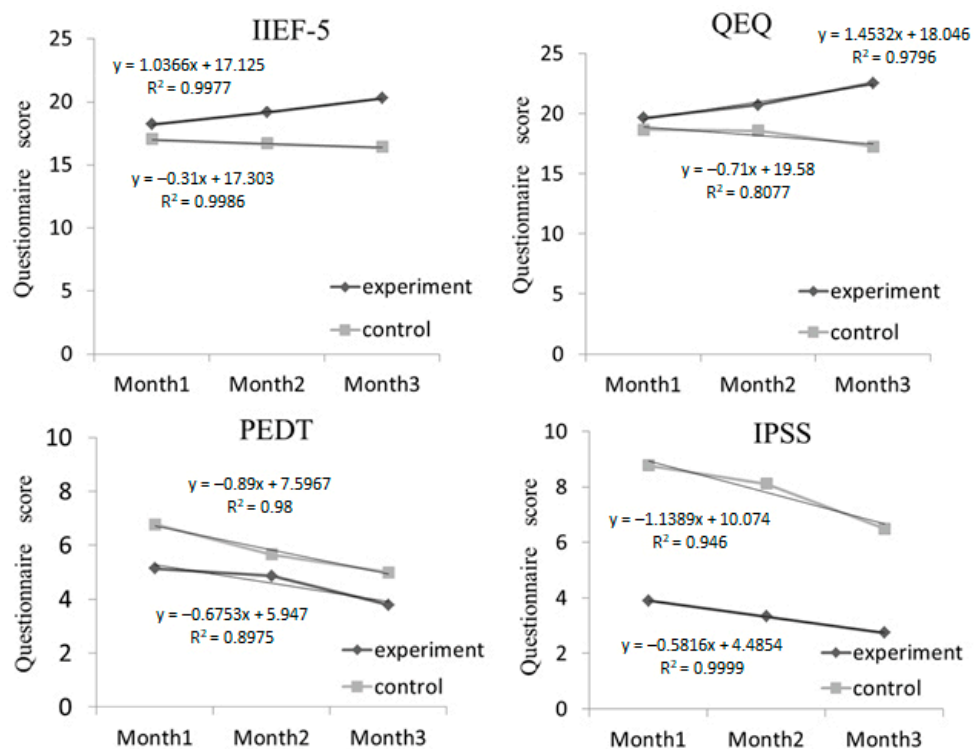 IIEF-5
Questionnaire score
25
20
15
10
5
0
y = 1.0366x + 17.125
R² = 0.9977
y = –0.31x + 17.303
R² = 0.9986
experiment
control
Month1 Month2 Month3
QEQ
Questionnaire score
25
20
15
10
5
0
y = 1.4532x + 18.046
R² = 0.9796
y = –0.71x + 19.58
R² = 0.8077
experiment
control
Month1 Month2 Month3
PEDT
Questionnaire score
10
8
6
4
2
0
y = –0.89x + 7.5967
R² = 0.98
y = –0.6753x + 5.947
R² = 0.8975
experiment
control
Month1 Month2 Month3
IPSS
Questionnaire score
10
8
6
4
2
0
y = –1.1389x + 10.074
R² = 0.946
y = –0.5816x + 4.4854
R² = 0.9999
experiment
control
Month1 Month2 Month3